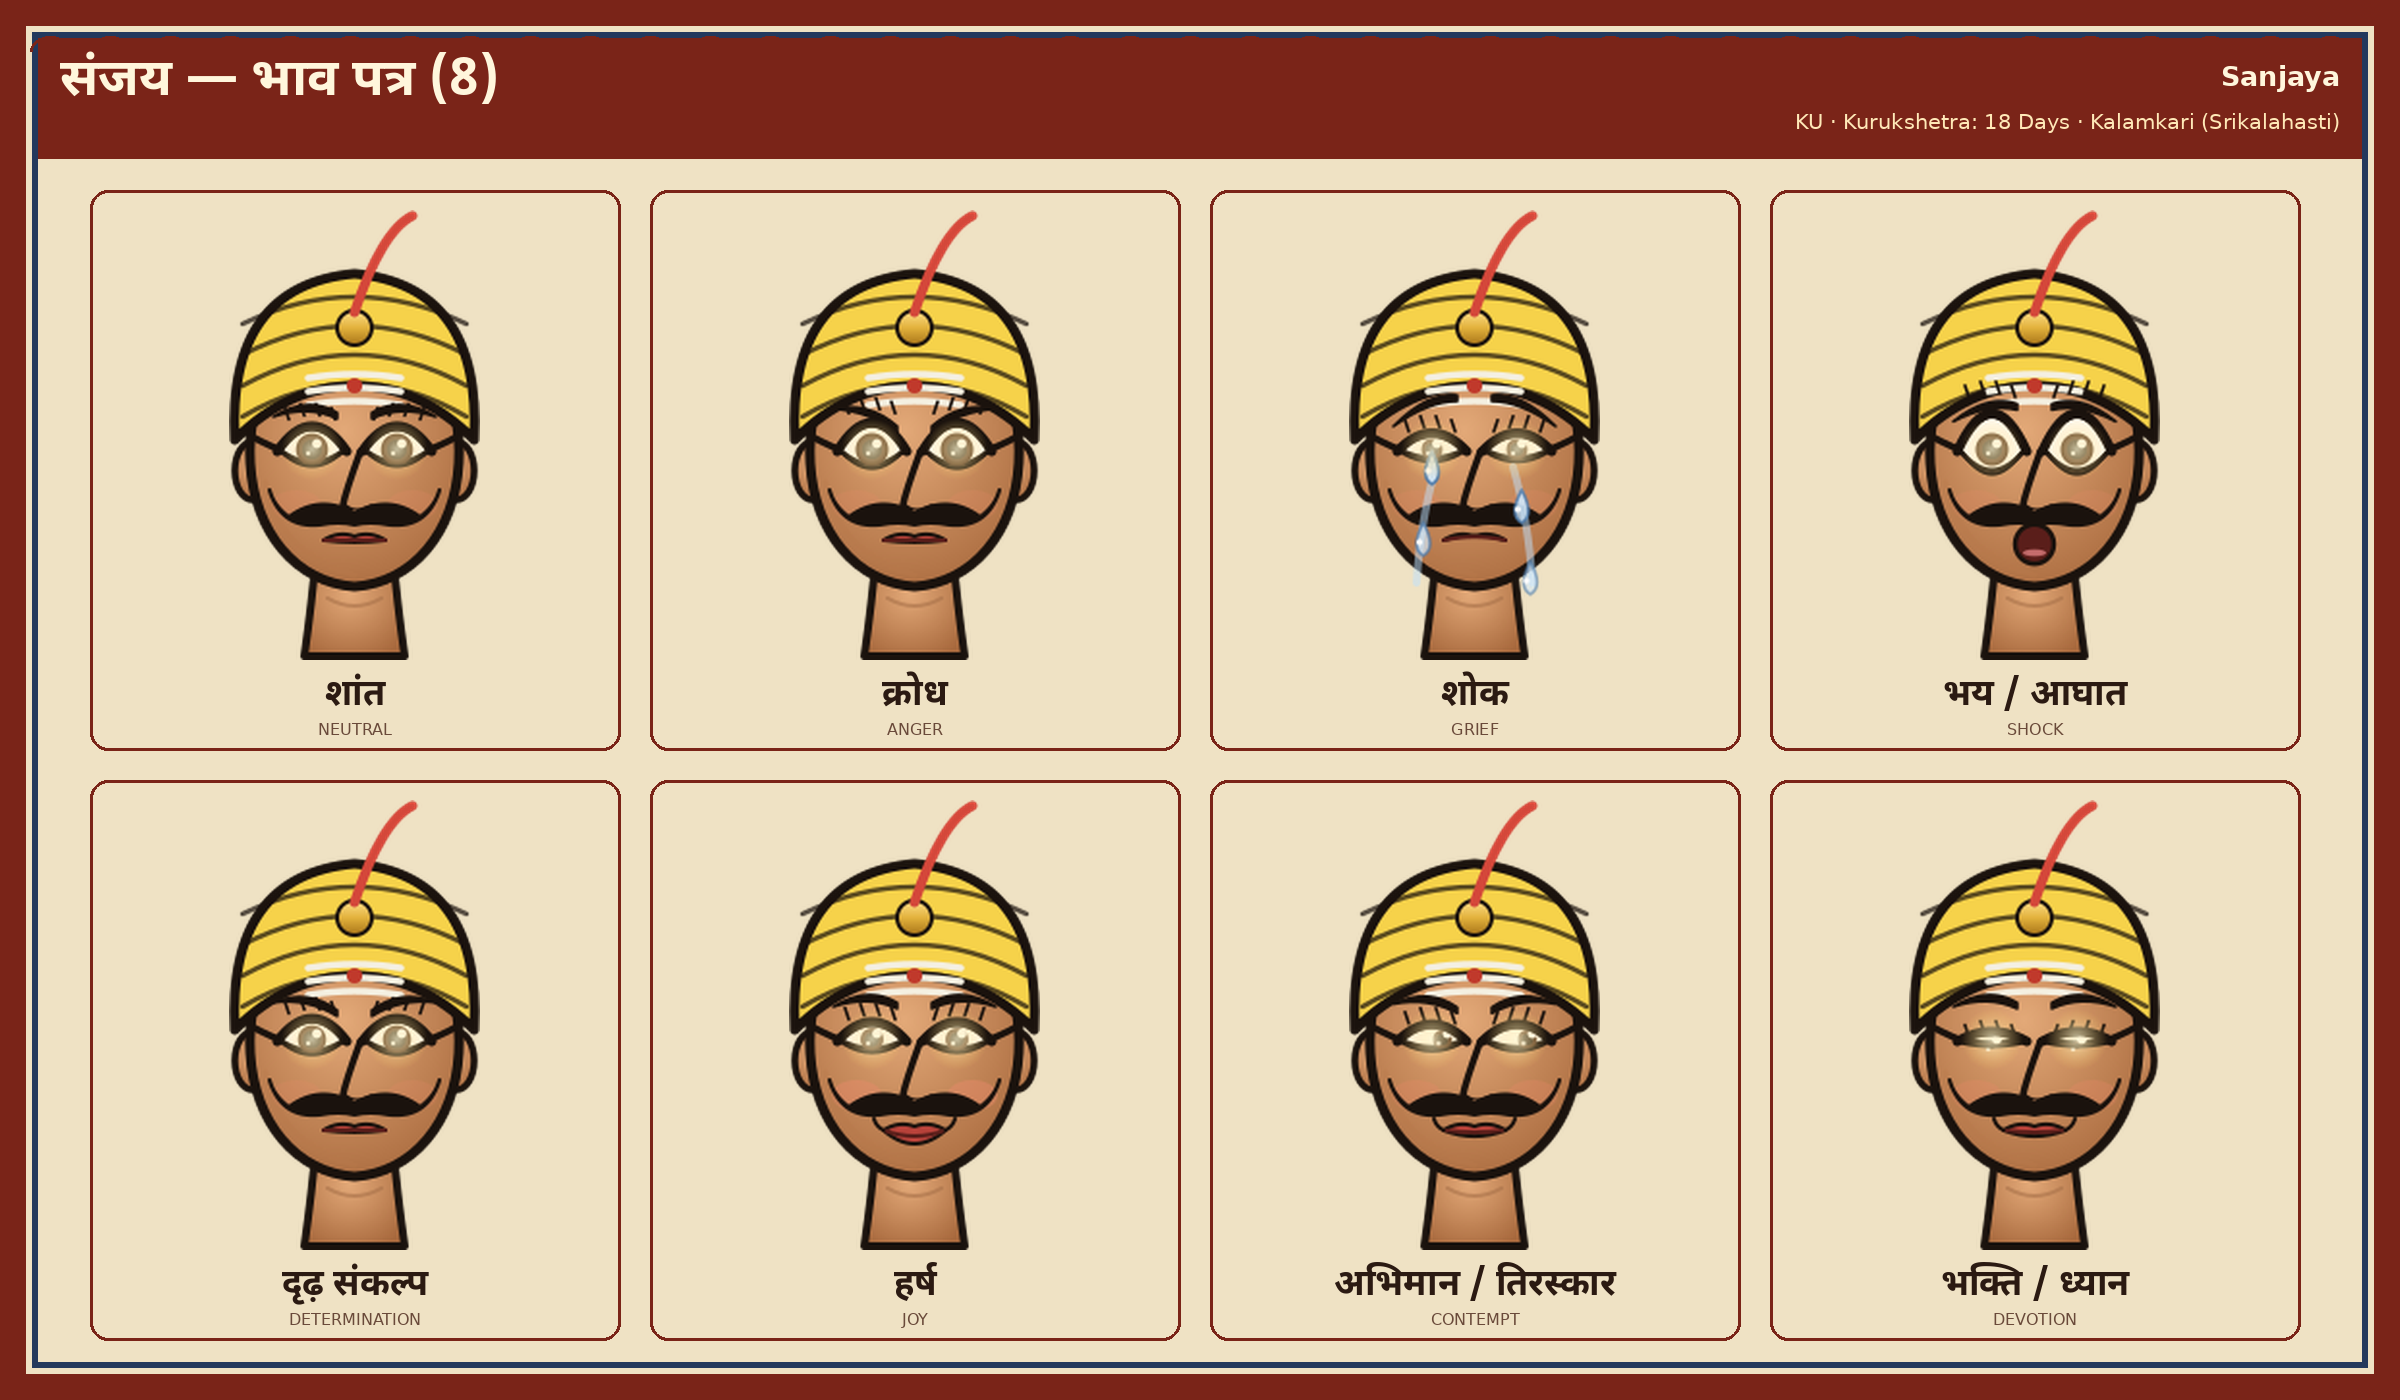 संजय — भाव पत्र (8)
Sanjaya
KU · Kurukshetra: 18 Days · Kalamkari (Srikalahasti)
शांत
NEUTRAL
क्रोध
ANGER
शोक
GRIEF
भय / आघात
SHOCK
दृढ़ संकल्प
DETERMINATION
हर्ष
JOY
अभिमान / तिरस्कार
CONTEMPT
भक्ति / ध्यान
DEVOTION